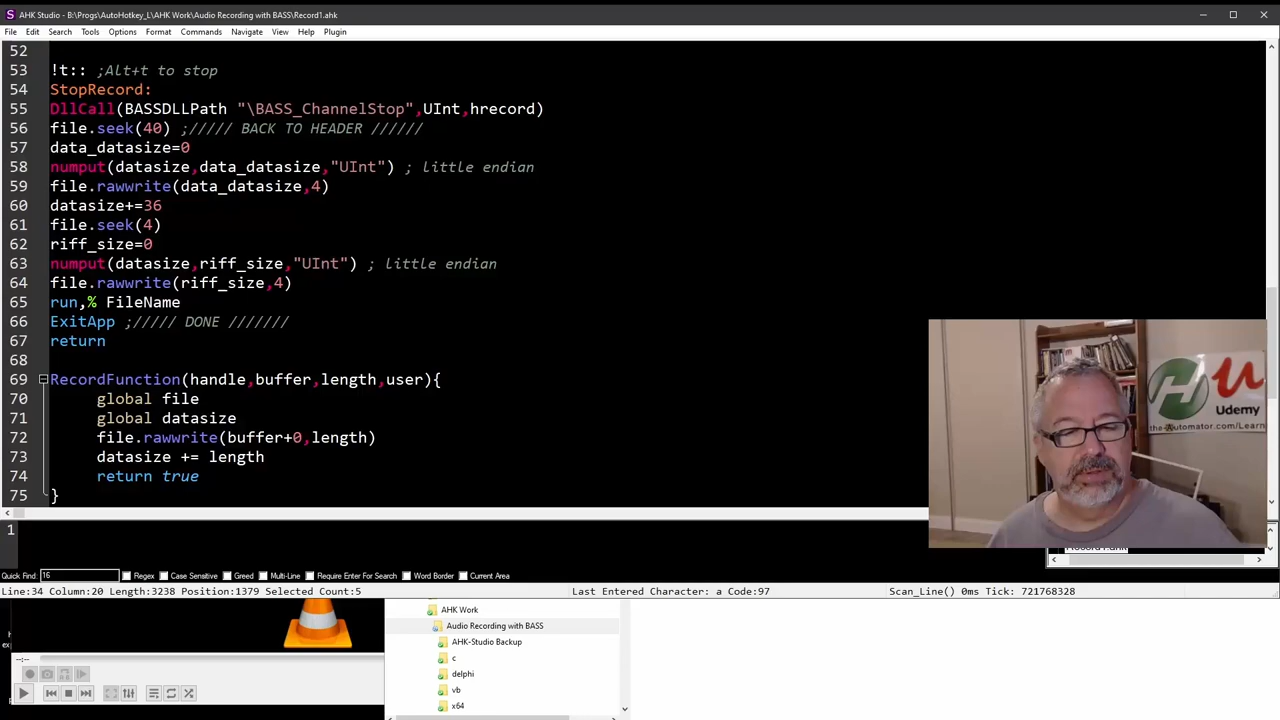 AHK Studio - B:\Progs\AutoHotkey_L\AHK Work\Audio Recording with BASS\Record1.ahk
File Edit Search Tools Options Format Commands Navigate View Help Plugin
52
53 !t:: ;Alt+t to stop
54 StopRecord:
55 DllCall(BASSDLLPath "\BASS_ChannelStop",UInt,hrecord)
56 file.seek(40) ;///// BACK TO HEADER //////
57 data_datasize=0
58 numput(datasize,data_datasize,"UInt") ; little endian
59 file.rawwrite(data_datasize,4)
60 datasize+=36
61 file.seek(4)
62 riff_size=0
63 numput(datasize,riff_size,"UInt") ; little endian
64 file.rawwrite(riff_size,4)
65 run,% FileName
66 ExitApp ;///// DONE ///////
67 return
68
69 RecordFunction(handle,buffer,length,user){
70 global file
71 global datasize
72 file.rawwrite(buffer+0,length)
73 datasize += length
74 return true
75 }
H U
Udemy
the-Automator.com/Learn
1
Quick Find: 16 Regex Case Sensitive Greed Multi-Line Require Enter For Search Word Border Current Area
Line:34 Column:20 Length:3238 Position:1379 Selected Count:5 Last Entered Character: a Code:97 Scan_Line() 0ms Tick: 721768328
AHK Work
Audio Recording with BASS
AHK-Studio Backup
c
delphi
vb
x64
--:--